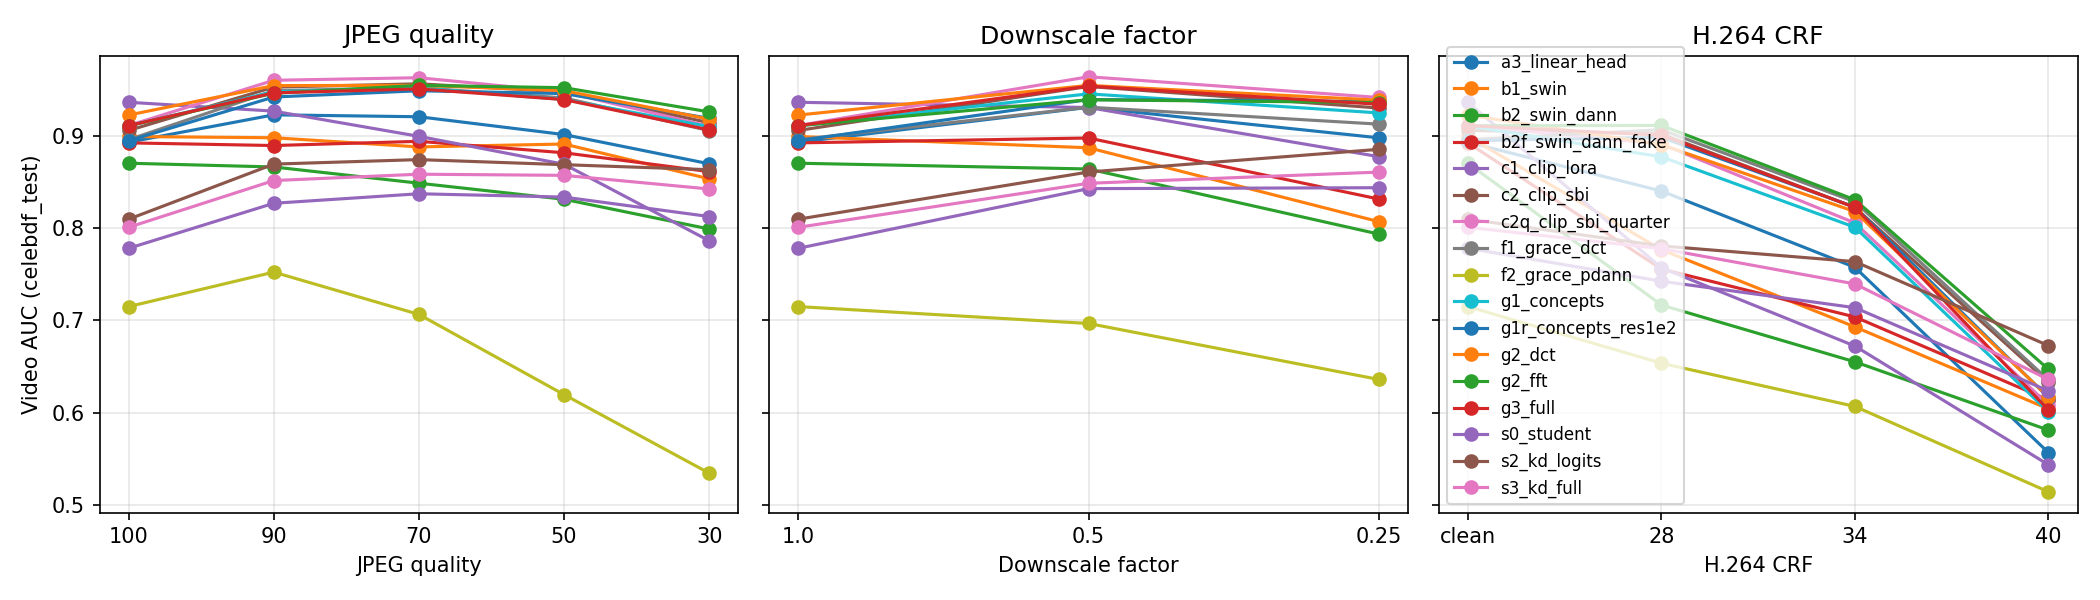 JPEG quality
Downscale factor
H.264 CRF
Video AUC (celebdf_test)
0.9
0.8
0.7
0.6
0.5
100
90
70
50
30
JPEG quality
1.0
0.5
0.25
Downscale factor
a3_linear_head
b1_swin
b2_swin_dann
b2f_swin_dann_fake
c1_clip_lora
c2_clip_sbi
c2q_clip_sbi_quarter
f1_grace_dct
f2_grace_pdann
g1_concepts
g1r_concepts_res1e2
g2_dct
g2_fft
g3_full
s0_student
s2_kd_logits
s3_kd_full
clean
28
34
40
H.264 CRF